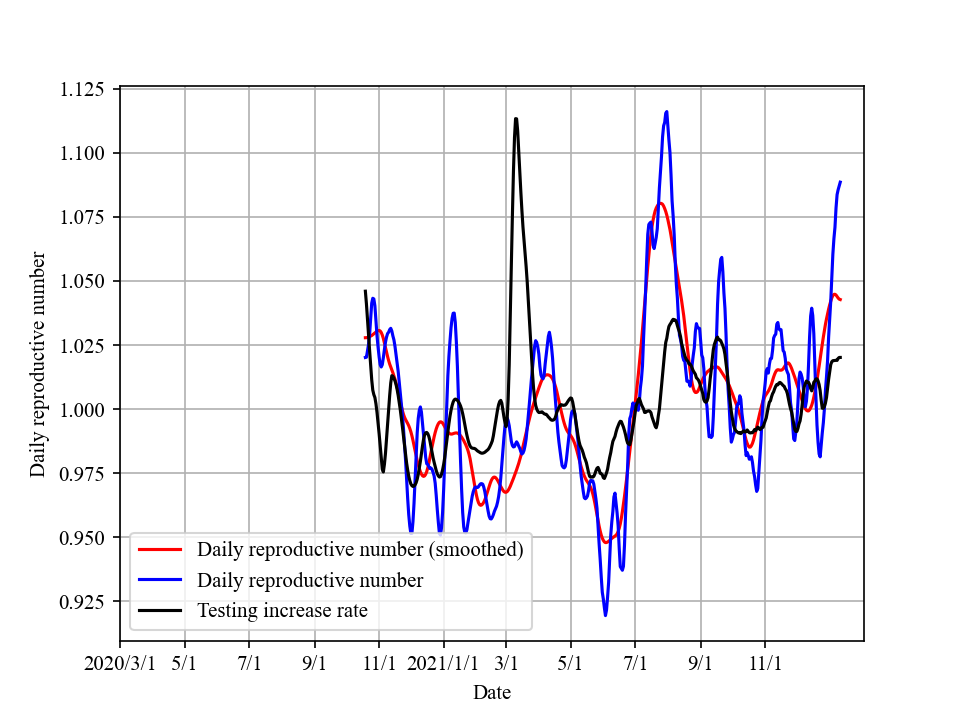 1.125
1.100
1.075
1.050
1.025
1.000
0.975
0.950
0.925
Daily reproductive number
Daily reproductive number (smoothed)
Daily reproductive number
Testing increase rate
2020/3/1 5/1 7/1 9/1 11/1 2021/1/1 3/1 5/1 7/1 9/1 11/1
Date